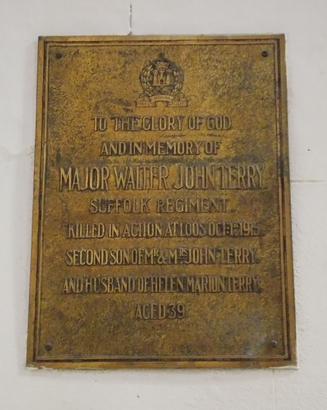 TO THE GLORY OF GOD
AND IN MEMORY OF
MAJOR WALTER JOHN TERRY
SUFFOLK REGIMENT.
KILLED IN ACTION AT LOOS OCT 1915
SECOND SON OF MR & MRS JOHN TERRY
AND HUSBAND OF HELEN MARION TERRY
AGED 39